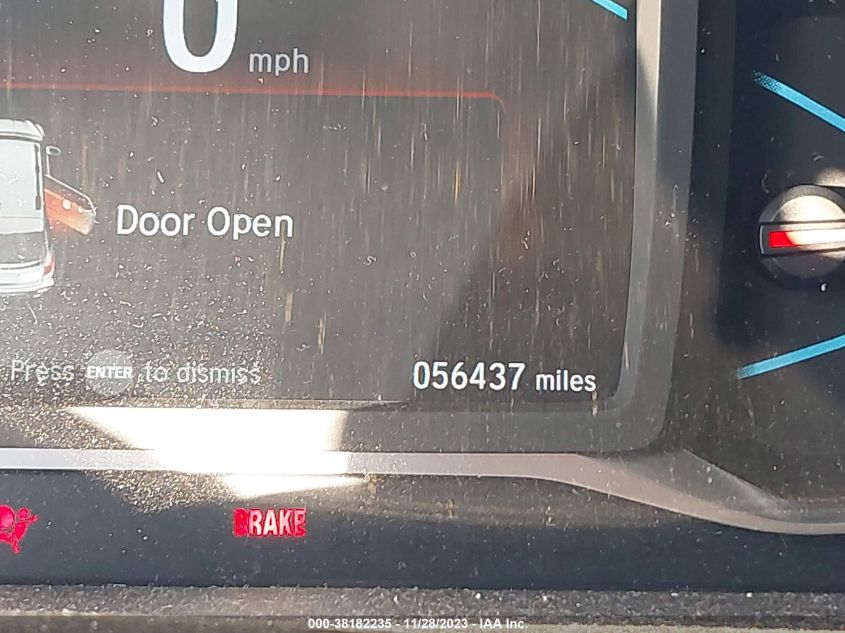 0 mph
Door Open
Press ENTER to dismiss
056437 miles
BRAKE
000-38182235 - 11/28/2023 - IAA Inc.